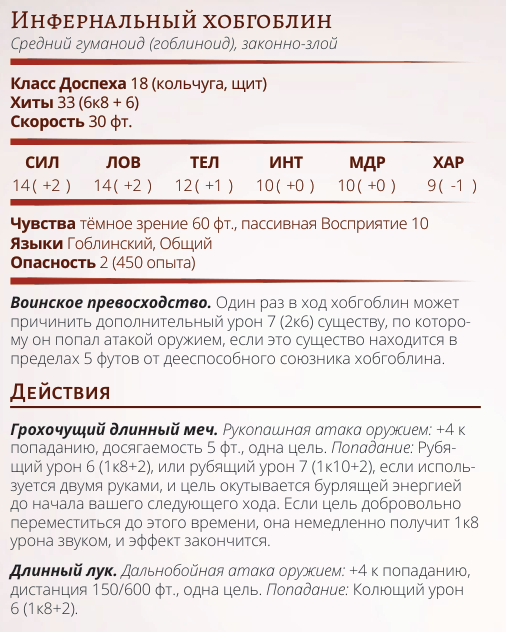 Инфернальный хобгоблин
Средний гуманоид (гоблиноид), законно-злой
Класс Доспеха 18 (кольчуга, щит)
Хиты 33 (6к8 + 6)
Скорость 30 фт.
СИЛ ЛОВ ТЕЛ ИНТ МДР ХАР
14 ( +2 ) 14 ( +2 ) 12 ( +1 ) 10 ( +0 ) 10 ( +0 ) 9 ( -1 )
Чувства тёмное зрение 60 фт., пассивная Восприятие 10
Языки Гоблинский, Общий
Опасность 2 (450 опыта)
Воинское превосходство. Один раз в ход хобгоблин может
причинить дополнительный урон 7 (2к6) существу, по которо-
му он попал атакой оружием, если это существо находится в
пределах 5 футов от дееспособного союзника хобгоблина.
Действия
Грохочущий длинный меч. Рукопашная атака оружием: +4 к
попаданию, досягаемость 5 фт., одна цель. Попадание: Рубя-
щий урон 6 (1к8+2), или рубящий урон 7 (1к10+2), если исполь-
зуется двумя руками, и цель окутывается бурлящей энергией
до начала вашего следующего хода. Если цель добровольно
переместиться до этого времени, она немедленно получит 1к8
урона звуком, и эффект закончится.
Длинный лук. Дальнобойная атака оружием: +4 к попаданию,
дистанция 150/600 фт., одна цель. Попадание: Колющий урон
6 (1к8+2).